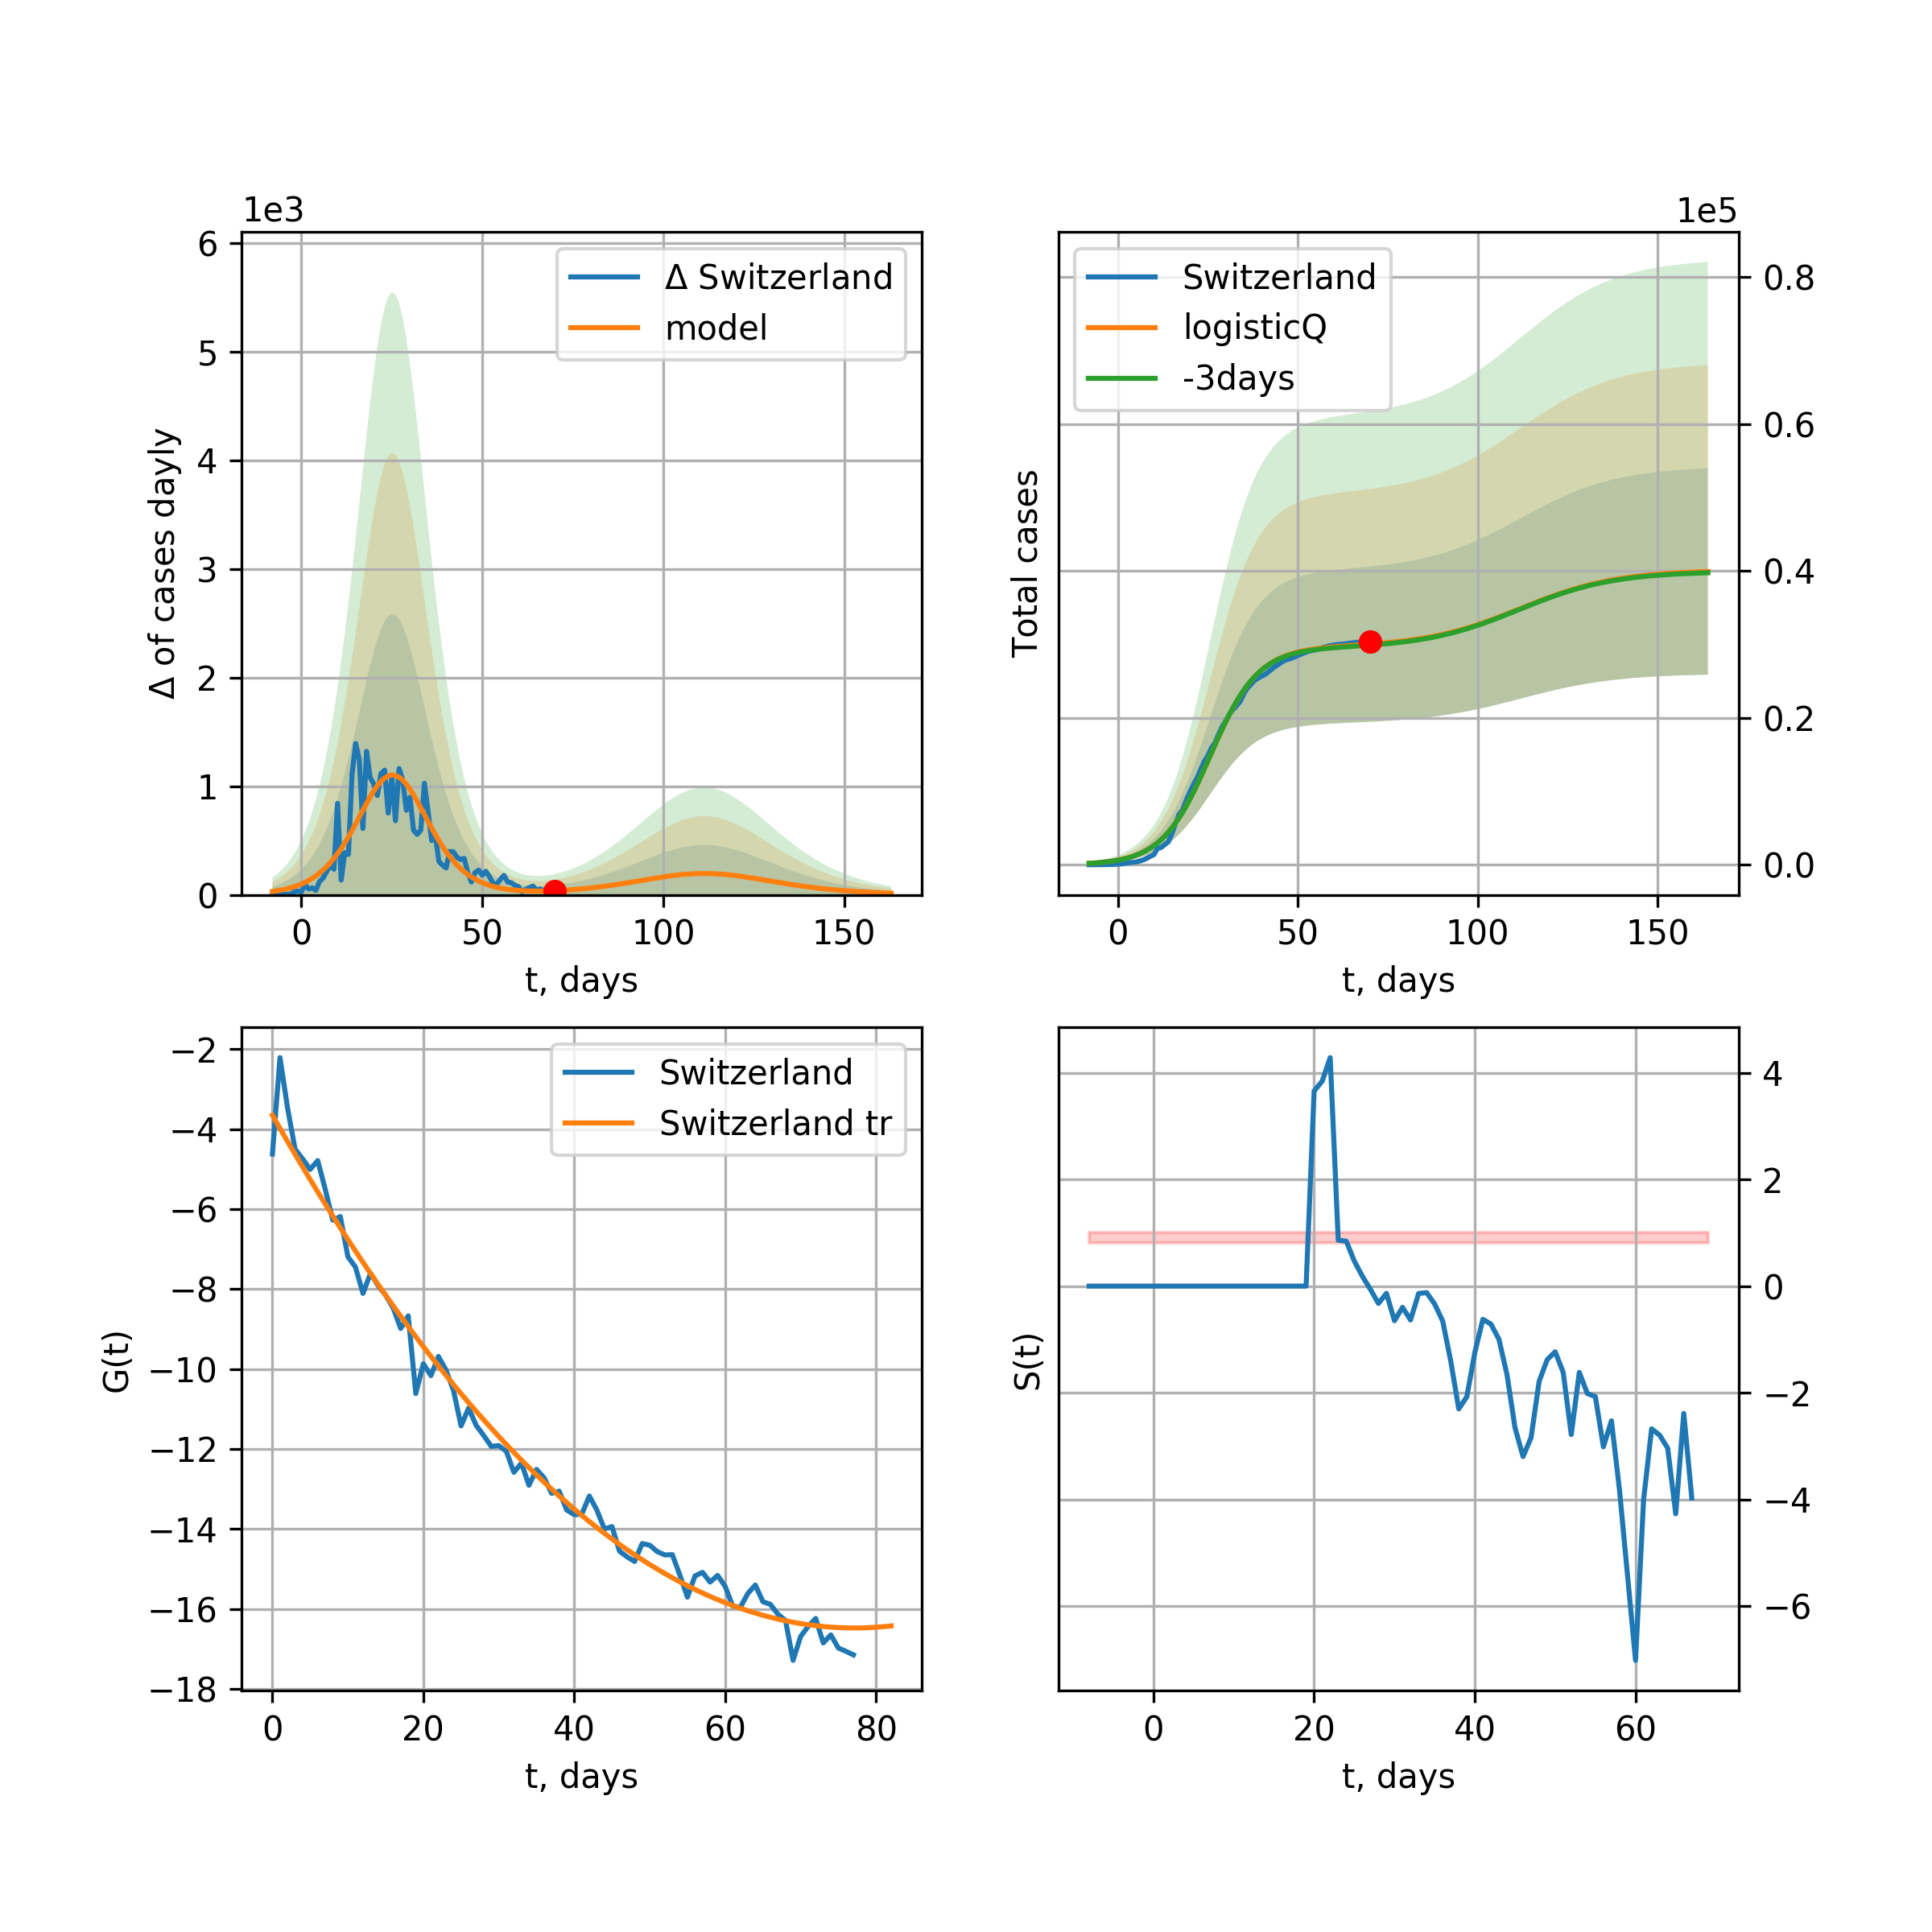 1e3
6
5
4
3
2
1
0
Δ of cases dayly
Δ Switzerland
model
0 50 100 150
t, days
1e5
Switzerland
logisticQ
-3days
Total cases
0.8
0.6
0.4
0.2
0.0
0 50 100 150
t, days
−2
−4
−6
−8
−10
−12
−14
−16
−18
G(t)
Switzerland
Switzerland tr
0 20 40 60 80
t, days
S(t)
4
2
0
−2
−4
−6
0 20 40 60
t, days